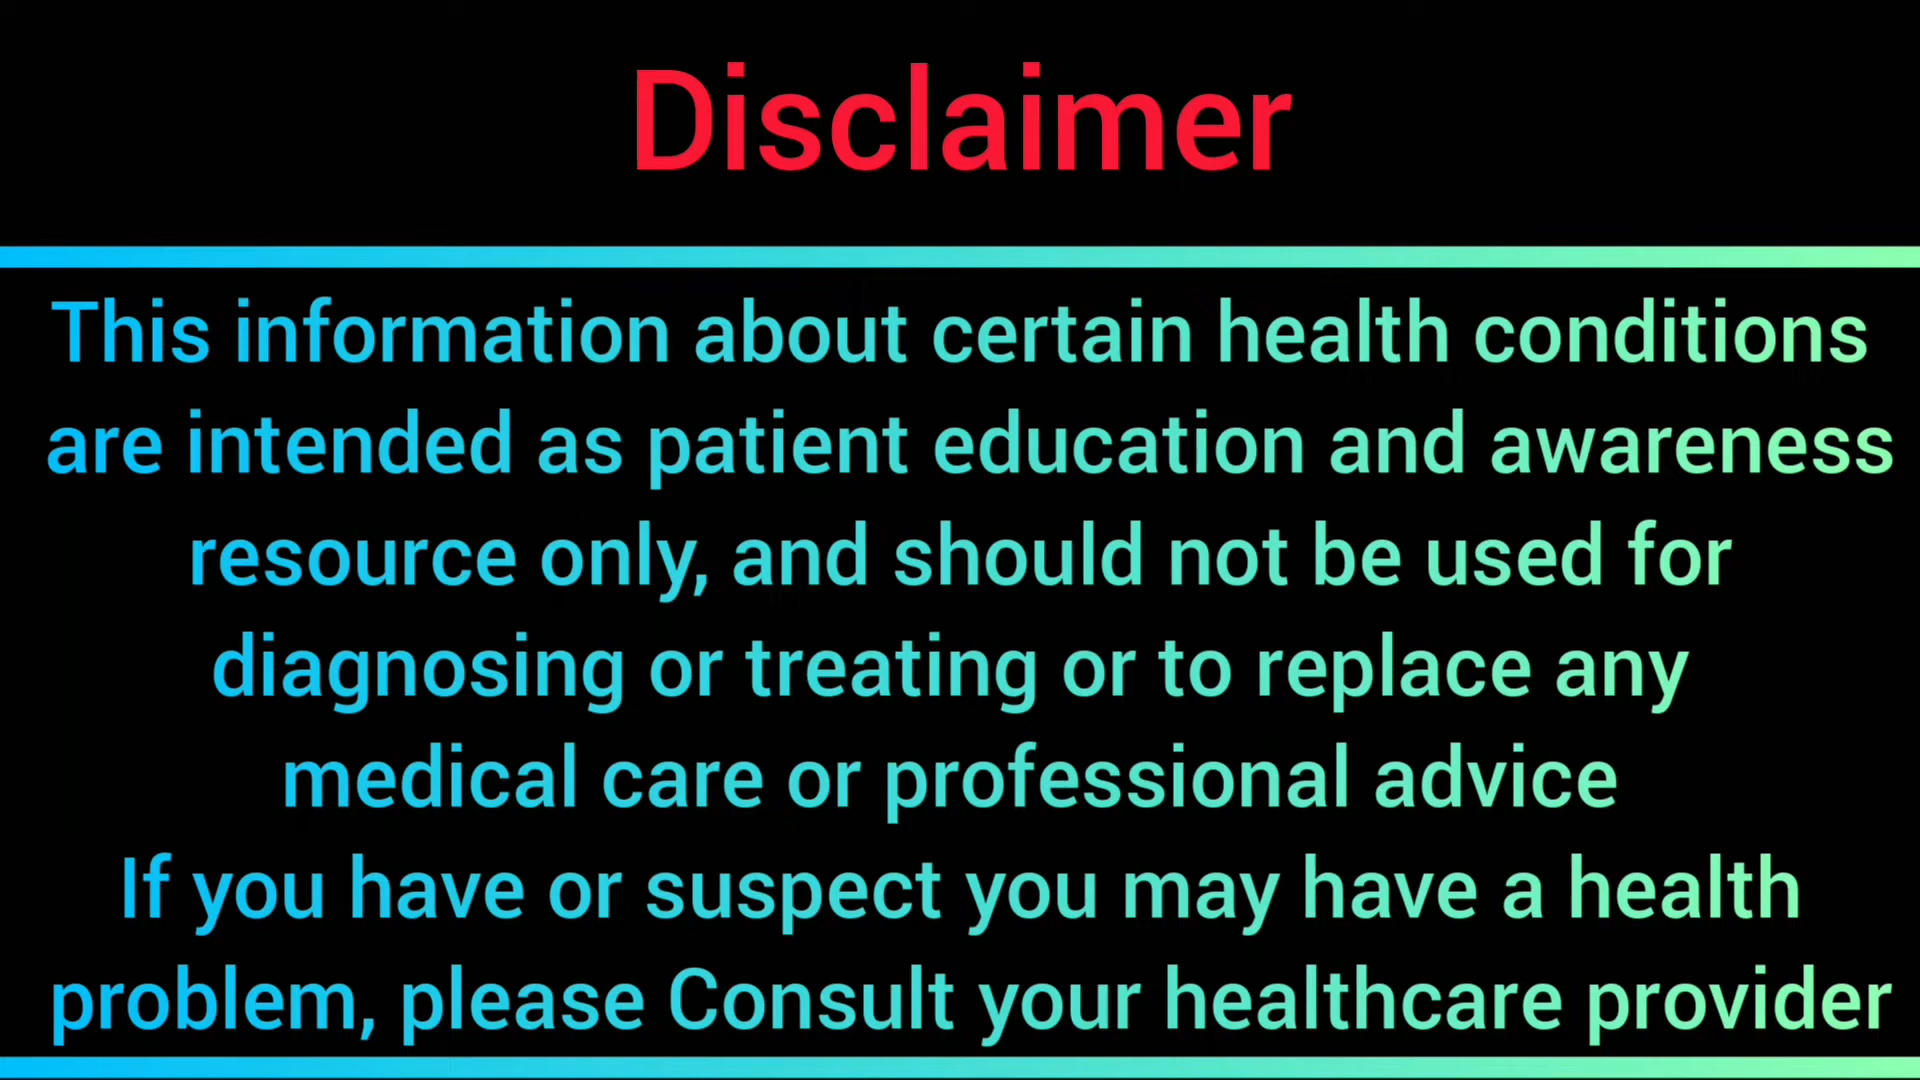 Disclaimer
This information about certain health conditions
are intended as patient education and awareness
resource only, and should not be used for
diagnosing or treating or to replace any
medical care or professional advice
If you have or suspect you may have a health
problem, please Consult your healthcare provider